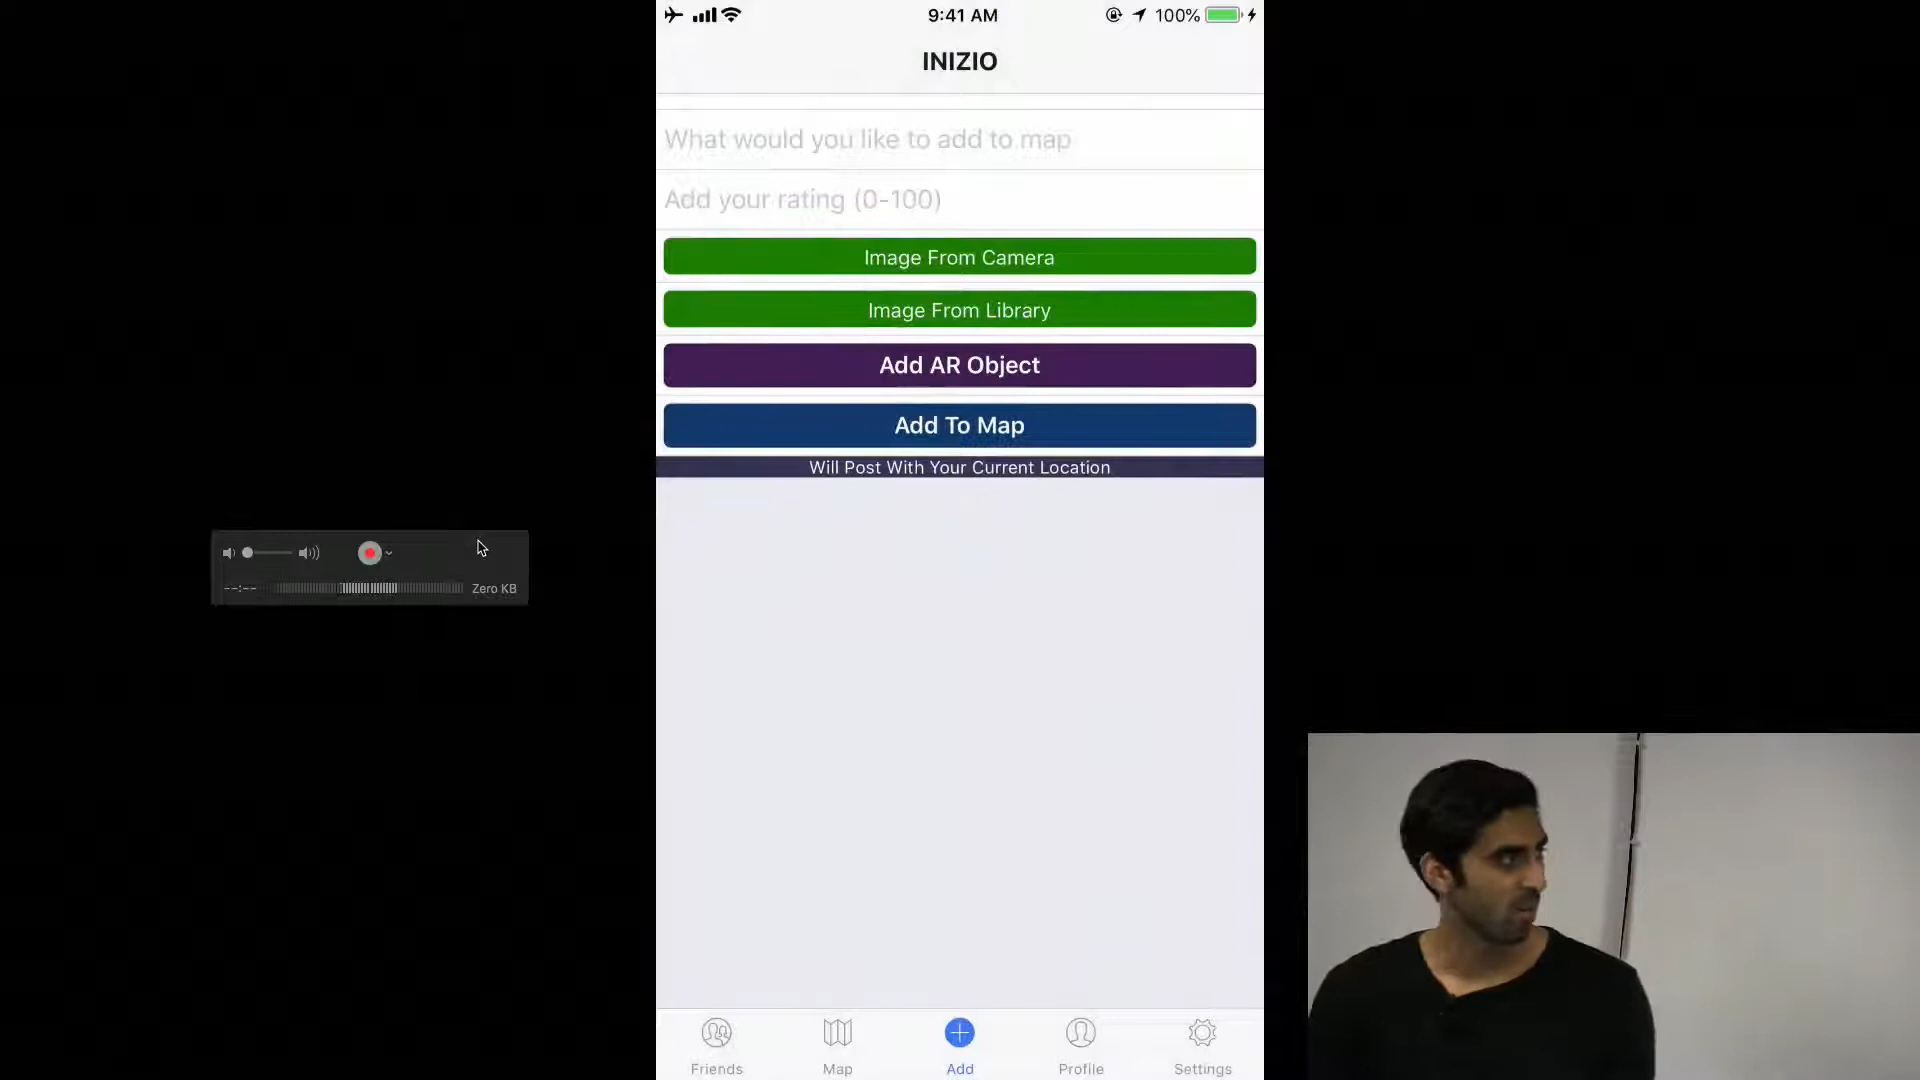 9:41 AM
100%
INIZIO
What would you like to add to map
Add your rating (0-100)
Image From Camera
Image From Library
Add AR Object
Add To Map
Will Post With Your Current Location
--:--
Zero KB
Friends
Map
Add
Profile
Settings